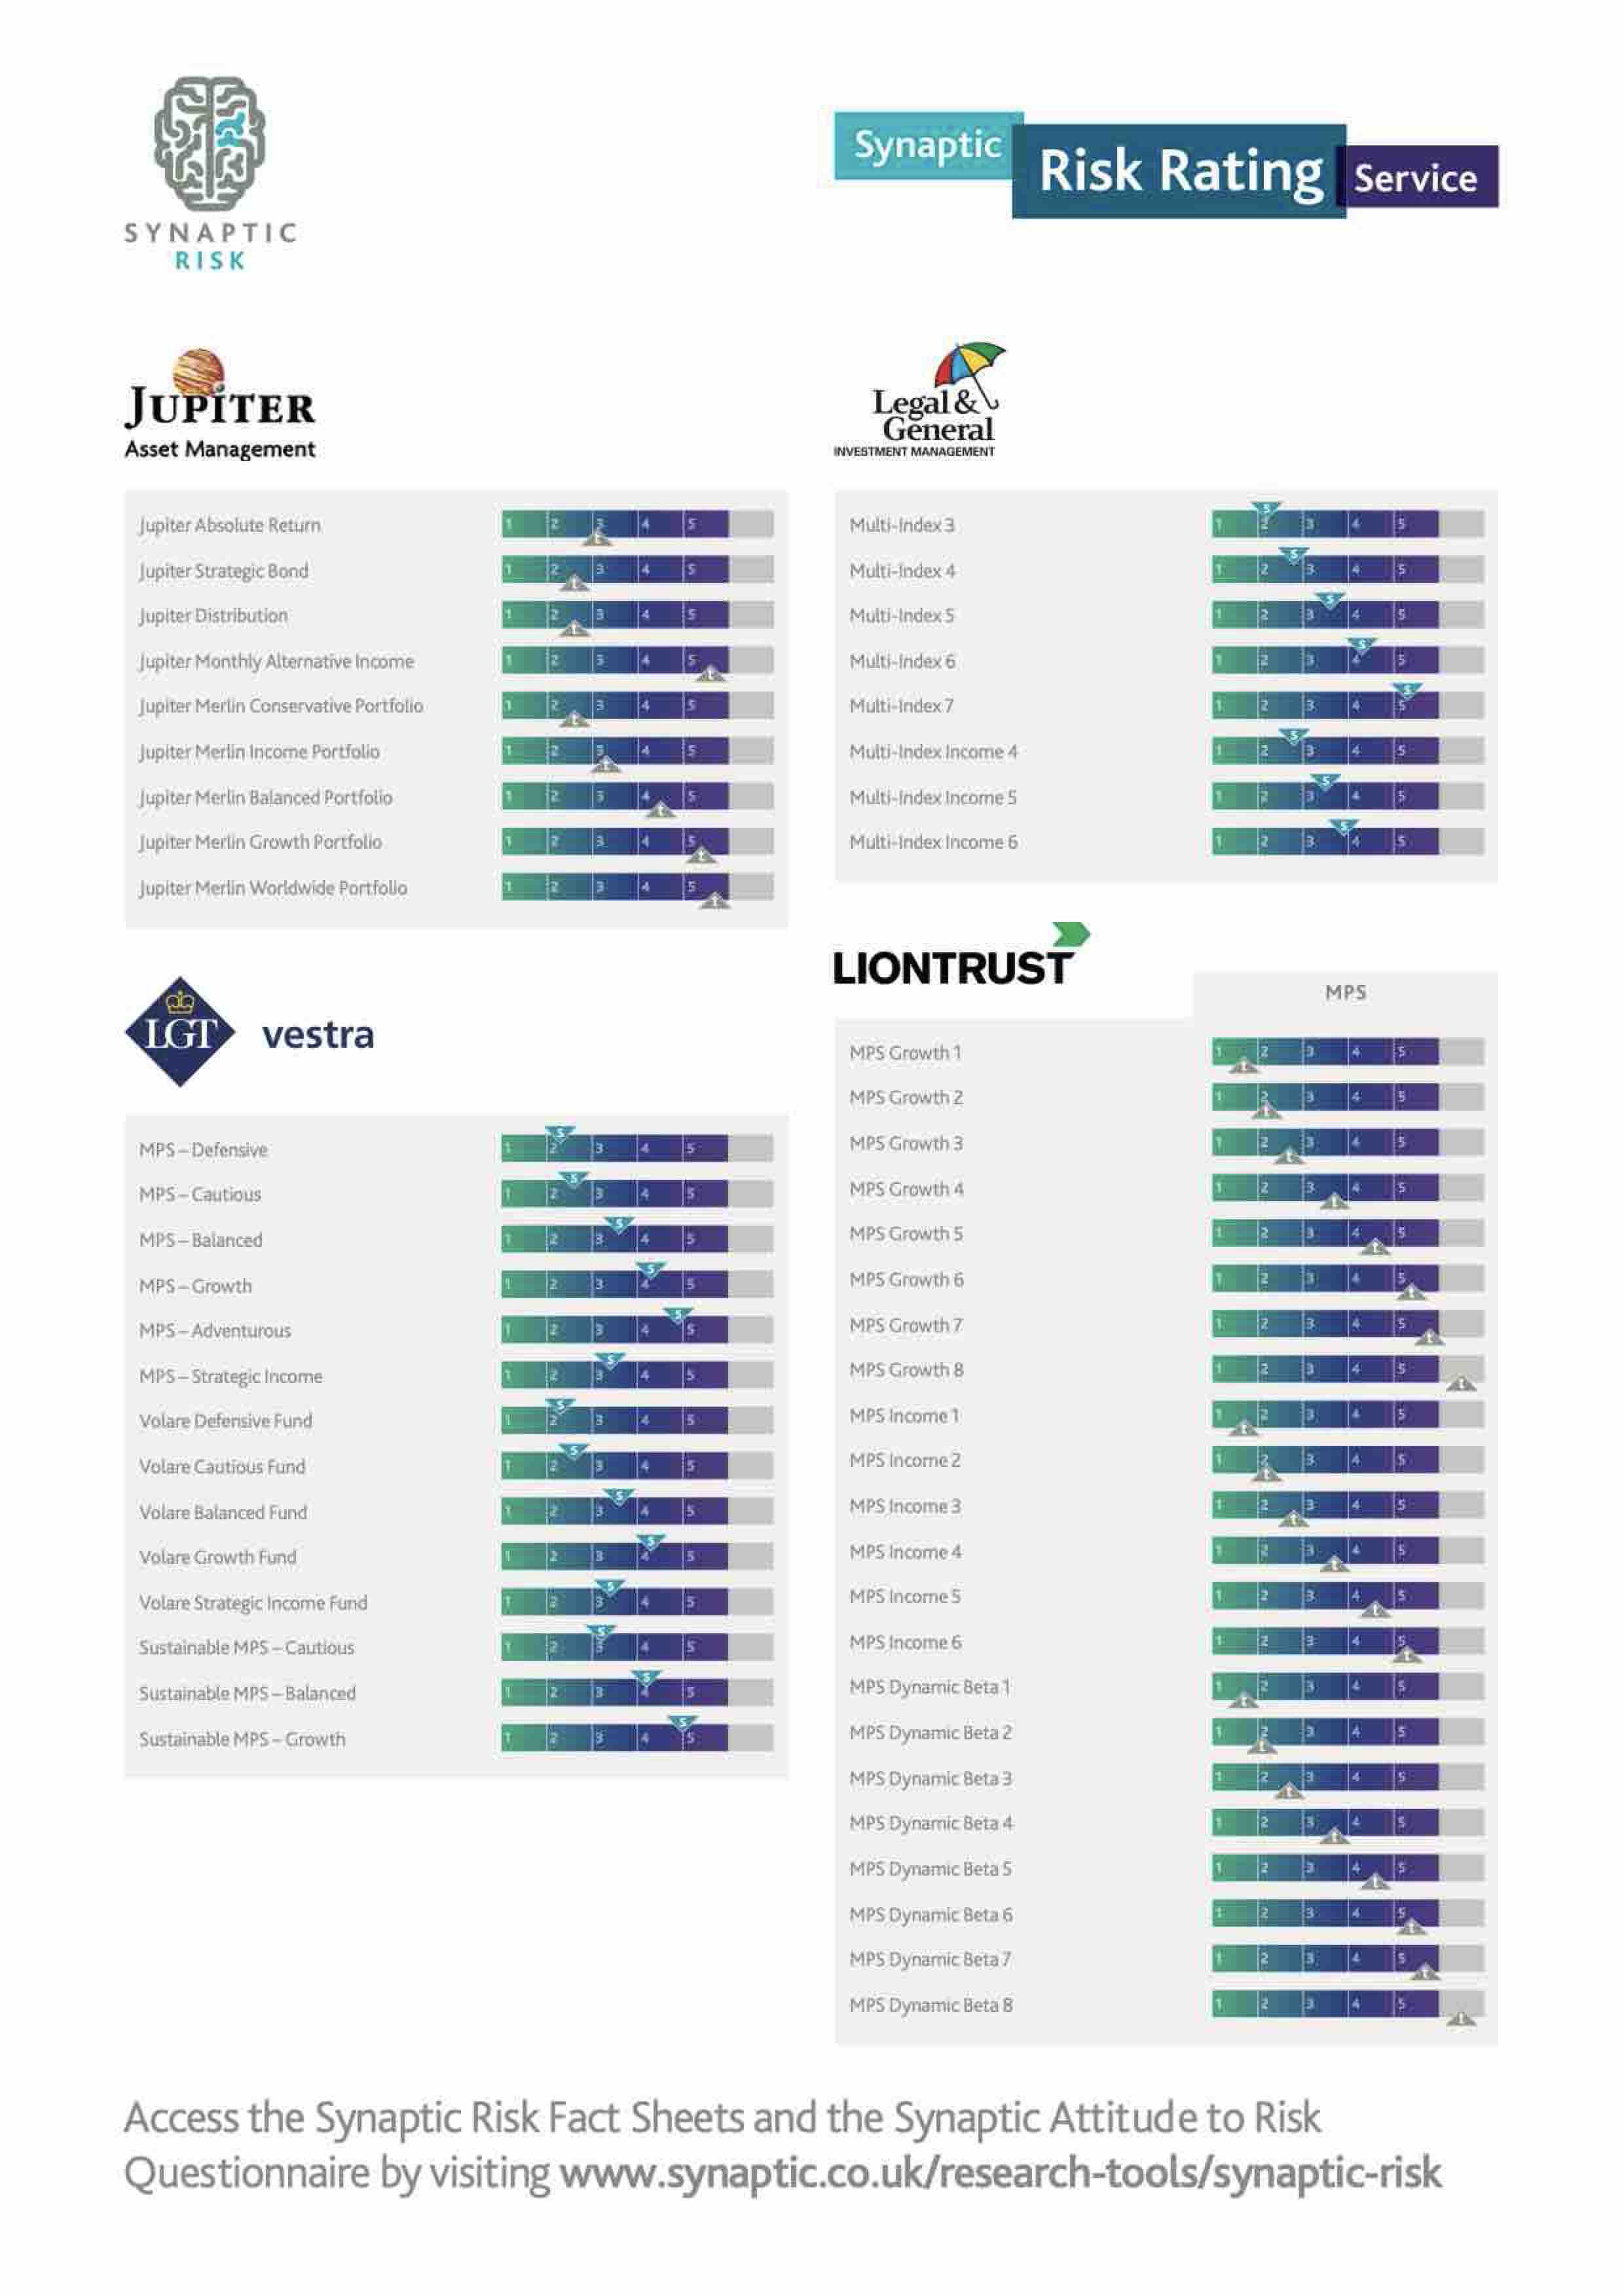 SYNAPTIC
RISK
Synaptic Risk Rating Service
JUPITER
Asset Management
Jupiter Absolute Return 1 2 3 4 5 t
Jupiter Strategic Bond 1 2 3 4 5 t
Jupiter Distribution 1 2 3 4 5 t
Jupiter Monthly Alternative Income 1 2 3 4 5 t
Jupiter Merlin Conservative Portfolio 1 2 3 4 5 t
Jupiter Merlin Income Portfolio 1 2 3 4 5 t
Jupiter Merlin Balanced Portfolio 1 2 3 4 5 t
Jupiter Merlin Growth Portfolio 1 2 3 4 5 t
Jupiter Merlin Worldwide Portfolio 1 2 3 4 5 t
LGT vestra
MPS – Defensive 1 2 3 4 5 s
MPS – Cautious 1 2 3 4 5 s
MPS – Balanced 1 2 3 4 5 s
MPS – Growth 1 2 3 4 5 s
MPS – Adventurous 1 2 3 4 5 s
MPS – Strategic Income 1 2 3 4 5 s
Volare Defensive Fund 1 2 3 4 5 s
Volare Cautious Fund 1 2 3 4 5 s
Volare Balanced Fund 1 2 3 4 5 s
Volare Growth Fund 1 2 3 4 5 s
Volare Strategic Income Fund 1 2 3 4 5 s
Sustainable MPS – Cautious 1 2 3 4 5 s
Sustainable MPS – Balanced 1 2 3 4 5 s
Sustainable MPS – Growth 1 2 3 4 5 s
Legal &
General
INVESTMENT MANAGEMENT
Multi-Index 3 1 2 3 4 5 s
Multi-Index 4 1 2 3 4 5 s
Multi-Index 5 1 2 3 4 5 s
Multi-Index 6 1 2 3 4 5 s
Multi-Index 7 1 2 3 4 5 s
Multi-Index Income 4 1 2 3 4 5 s
Multi-Index Income 5 1 2 3 4 5 s
Multi-Index Income 6 1 2 3 4 5 s
LIONTRUST
MPS
MPS Growth 1 1 2 3 4 5 t
MPS Growth 2 1 2 3 4 5 t
MPS Growth 3 1 2 3 4 5 t
MPS Growth 4 1 2 3 4 5 t
MPS Growth 5 1 2 3 4 5 t
MPS Growth 6 1 2 3 4 5 t
MPS Growth 7 1 2 3 4 5 t
MPS Growth 8 1 2 3 4 5 t
MPS Income 1 1 2 3 4 5 t
MPS Income 2 1 2 3 4 5 t
MPS Income 3 1 2 3 4 5 t
MPS Income 4 1 2 3 4 5 t
MPS Income 5 1 2 3 4 5 t
MPS Income 6 1 2 3 4 5 t
MPS Dynamic Beta 1 1 2 3 4 5 t
MPS Dynamic Beta 2 1 2 3 4 5 t
MPS Dynamic Beta 3 1 2 3 4 5 t
MPS Dynamic Beta 4 1 2 3 4 5 t
MPS Dynamic Beta 5 1 2 3 4 5 t
MPS Dynamic Beta 6 1 2 3 4 5 t
MPS Dynamic Beta 7 1 2 3 4 5 t
MPS Dynamic Beta 8 1 2 3 4 5 t
Access the Synaptic Risk Fact Sheets and the Synaptic Attitude to Risk
Questionnaire by visiting www.synaptic.co.uk/research-tools/synaptic-risk